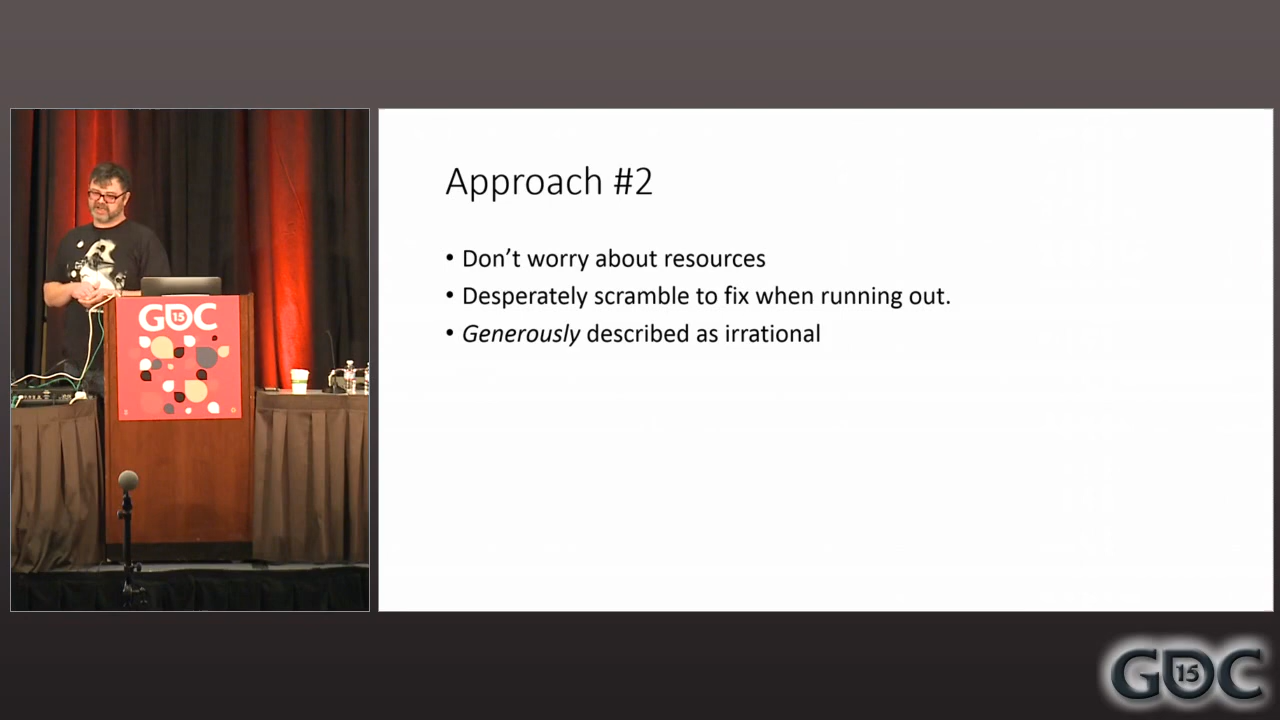 Approach #2
• Don’t worry about resources
• Desperately scramble to fix when running out.
• Generously described as irrational
GDC 15
GDC 15